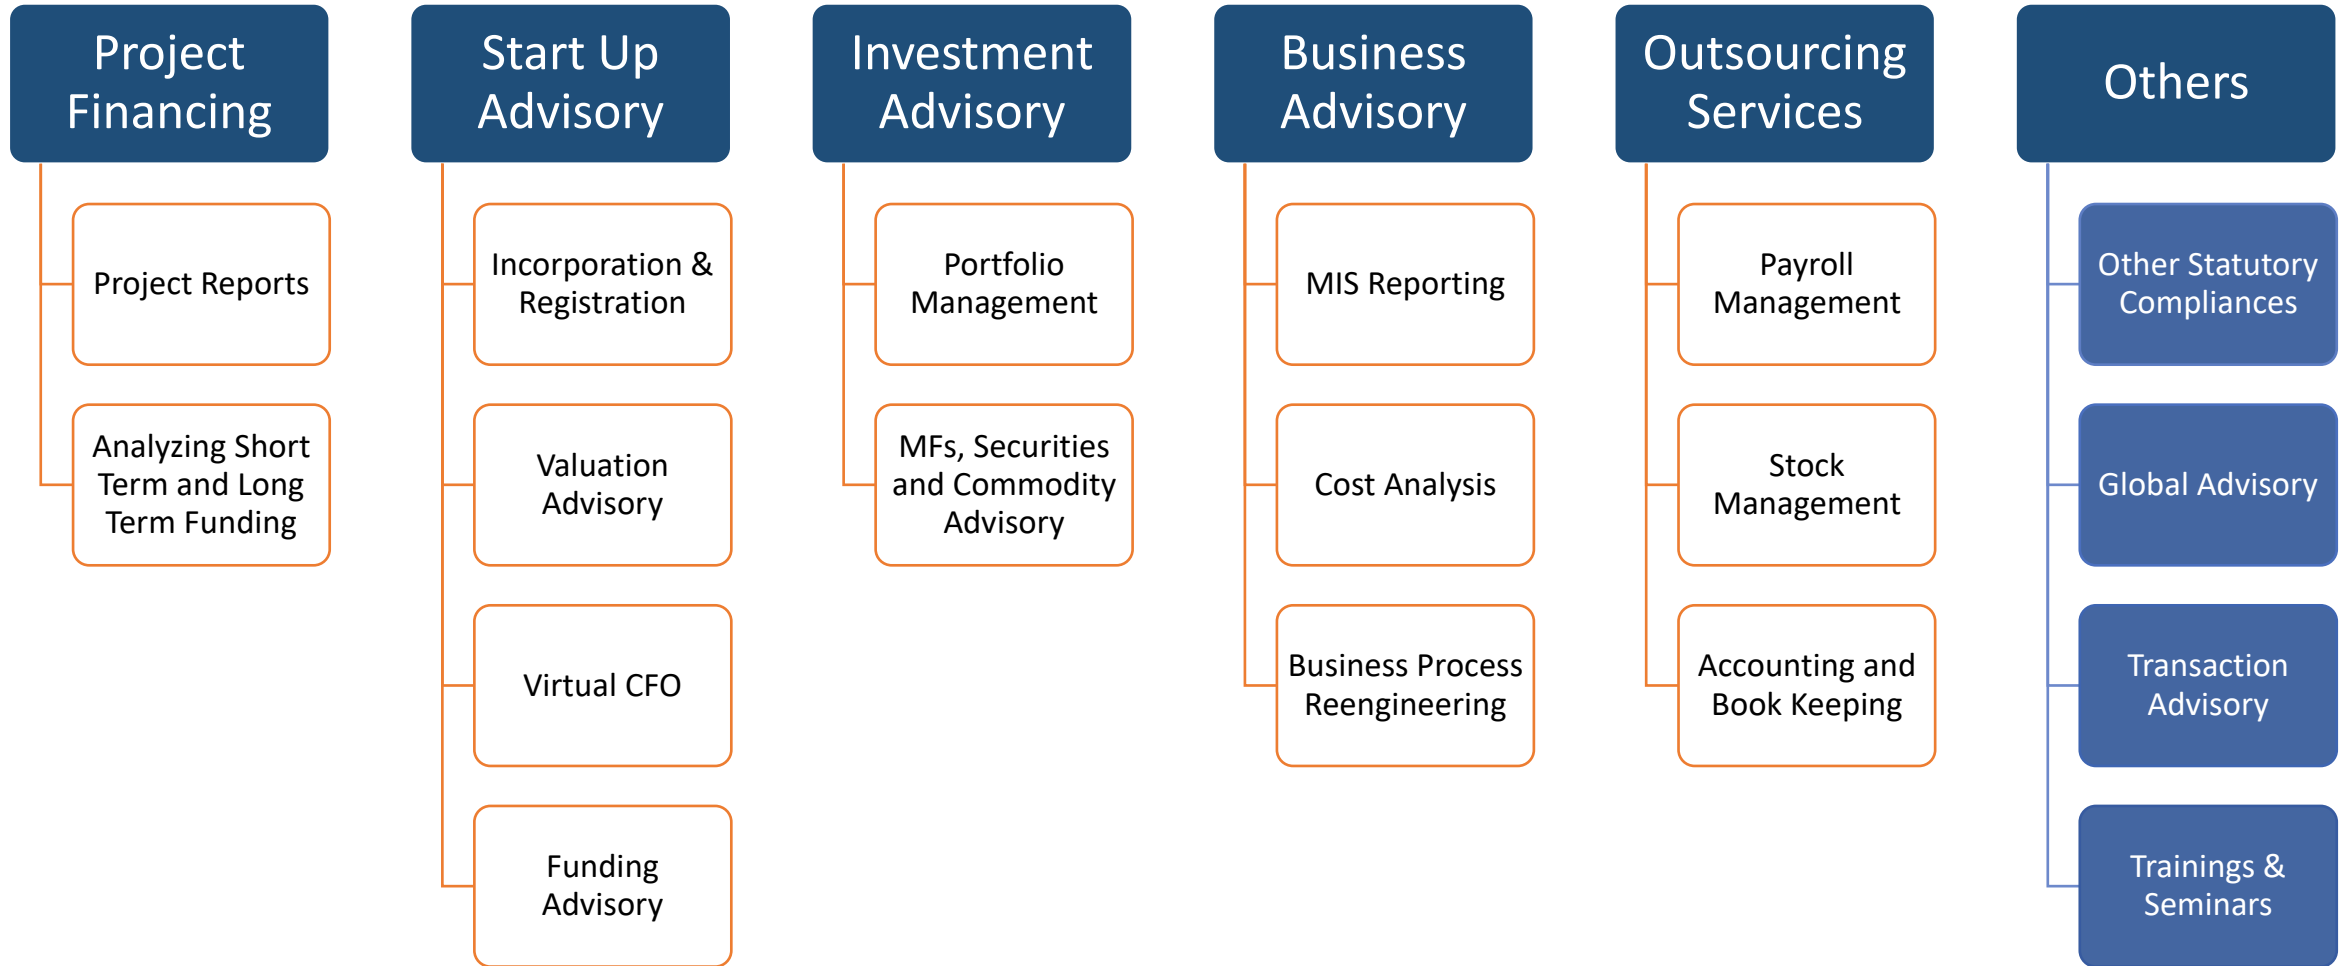 Project
Financing
Project Reports
Analyzing Short
Term and Long
Term Funding
Start Up
Advisory
Incorporation &
Registration
Valuation
Advisory
Virtual CFO
Funding
Advisory
Investment
Advisory
Portfolio
Management
MFs, Securities
and Commodity
Advisory
Business
Advisory
MIS Reporting
Cost Analysis
Business Process
Reengineering
Outsourcing
Services
Payroll
Management
Stock
Management
Accounting and
Book Keeping
Others
Other Statutory
Compliances
Global Advisory
Transaction
Advisory
Trainings &
Seminars